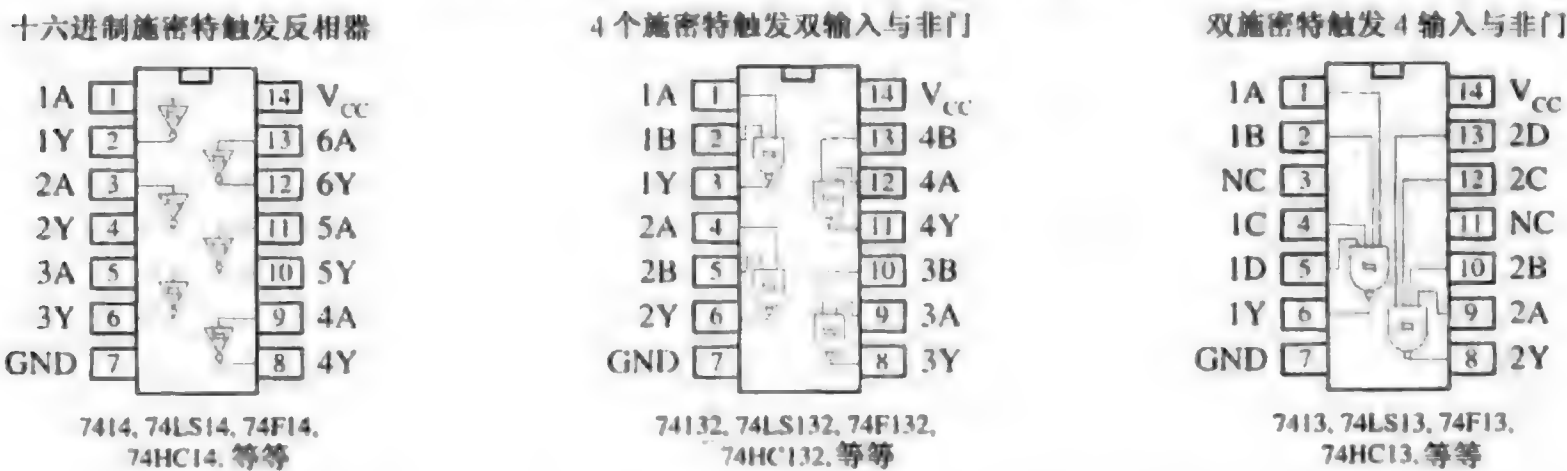 十六进制施密特触发反相器
1A 1 14 VCC
1Y 2 13 6A
2A 3 12 6Y
2Y 4 11 5A
3A 5 10 5Y
3Y 6 9 4A
GND 7 8 4Y
7414, 74LS14, 74F14,
74HC14, 等等
4个施密特触发双输入与非门
1A 1 14 VCC
1B 2 13 4B
1Y 3 12 4A
2A 4 11 4Y
2B 5 10 3B
2Y 6 9 3A
GND 7 8 3Y
74132, 74LS132, 74F132,
74HC132, 等等
双施密特触发4输入与非门
1A 1 14 VCC
1B 2 13 2D
NC 3 12 2C
1C 4 11 NC
1D 5 10 2B
1Y 6 9 2A
GND 7 8 2Y
7413, 74LS13, 74F13,
74HC13, 等等